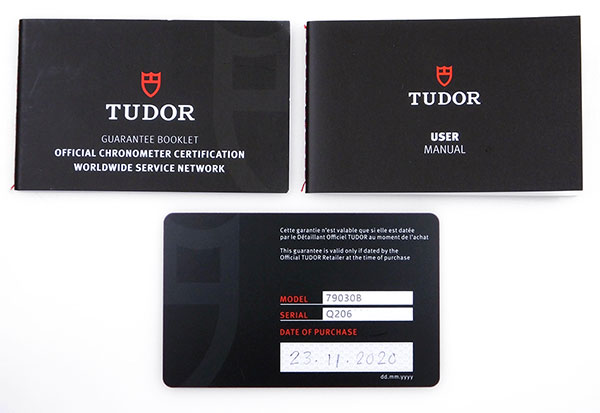 TUDOR
GUARANTEE BOOKLET
OFFICIAL CHRONOMETER CERTIFICATION
WORLDWIDE SERVICE NETWORK
TUDOR
USER
MANUAL
Cette garantie n'est valable que si elle est datée
par le Détaillant Officiel TUDOR au moment de l'achat
This guarantee is valid only if dated by the
Official TUDOR Retailer at the time of purchase
MODEL 79030B
SERIAL Q206
DATE OF PURCHASE
23.11.2020
dd.mm.yyyy